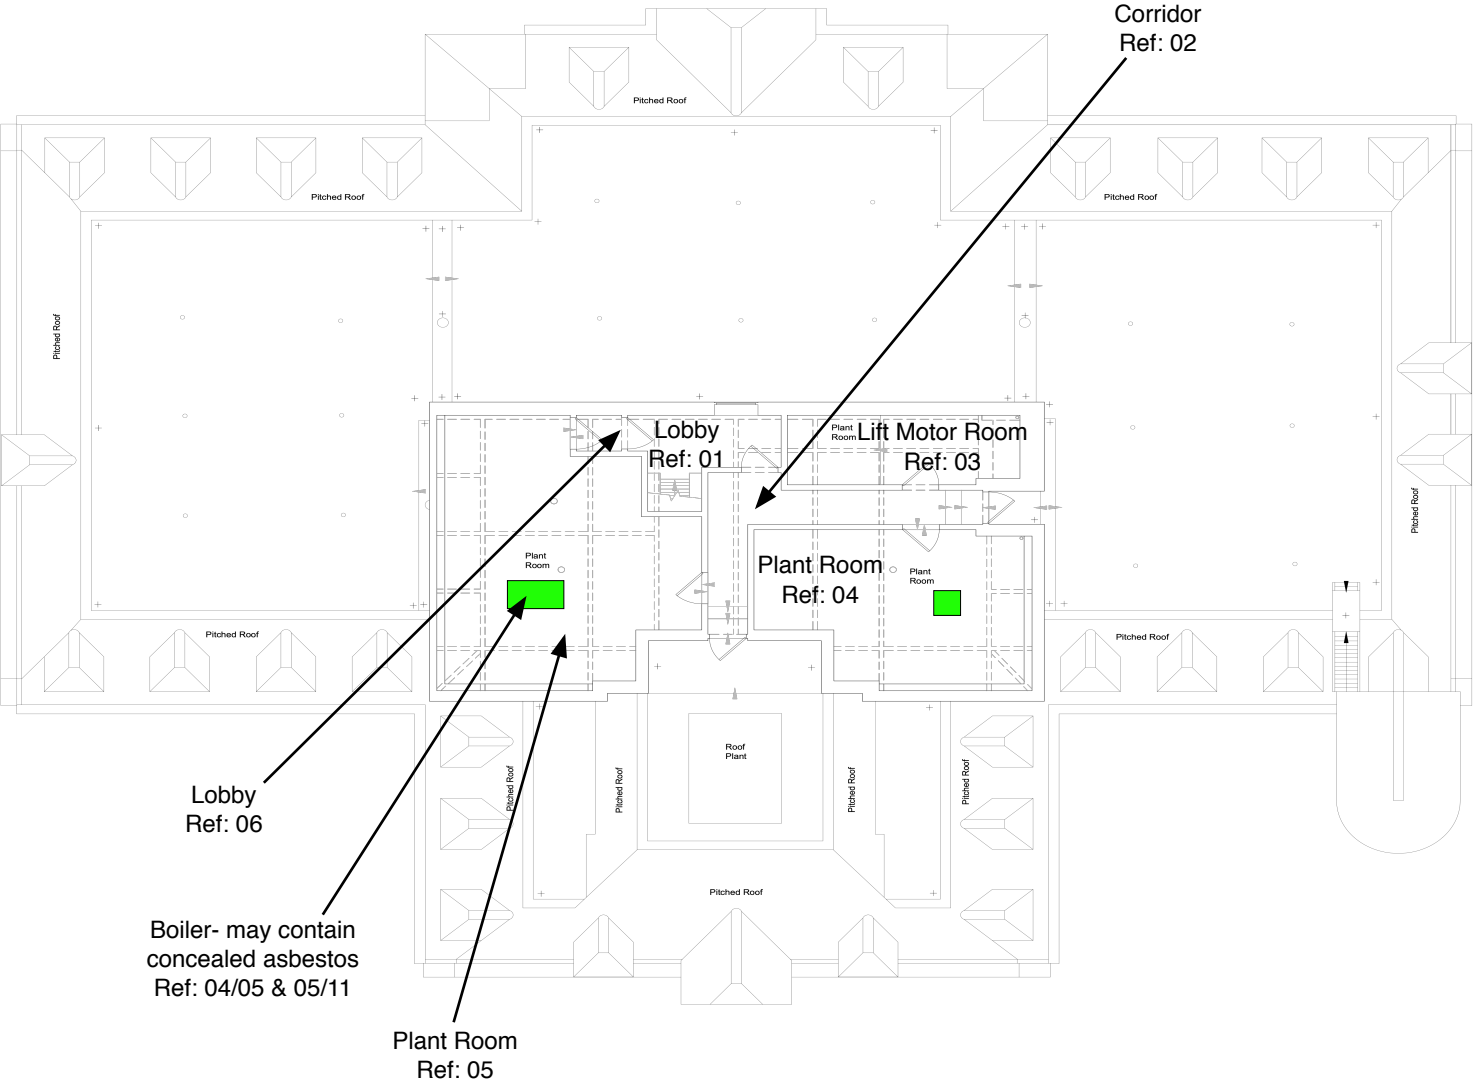 Corridor
Ref: 02
Pitched Roof
Pitched Roof
Pitched Roof
Pitched Roof
Lobby
Ref: 01
Plant
Room
Lift Motor Room
Ref: 03
Pitched Roof
Plant
Room
Plant Room
Ref: 04
Plant
Room
Pitched Roof
Pitched Roof
Roof
Plant
Pitched Roof
Pitched Roof
Pitched Roof
Pitched Roof
Lobby
Ref: 06
Pitched Roof
Boiler- may contain
concealed asbestos
Ref: 04/05 & 05/11
Plant Room
Ref: 05